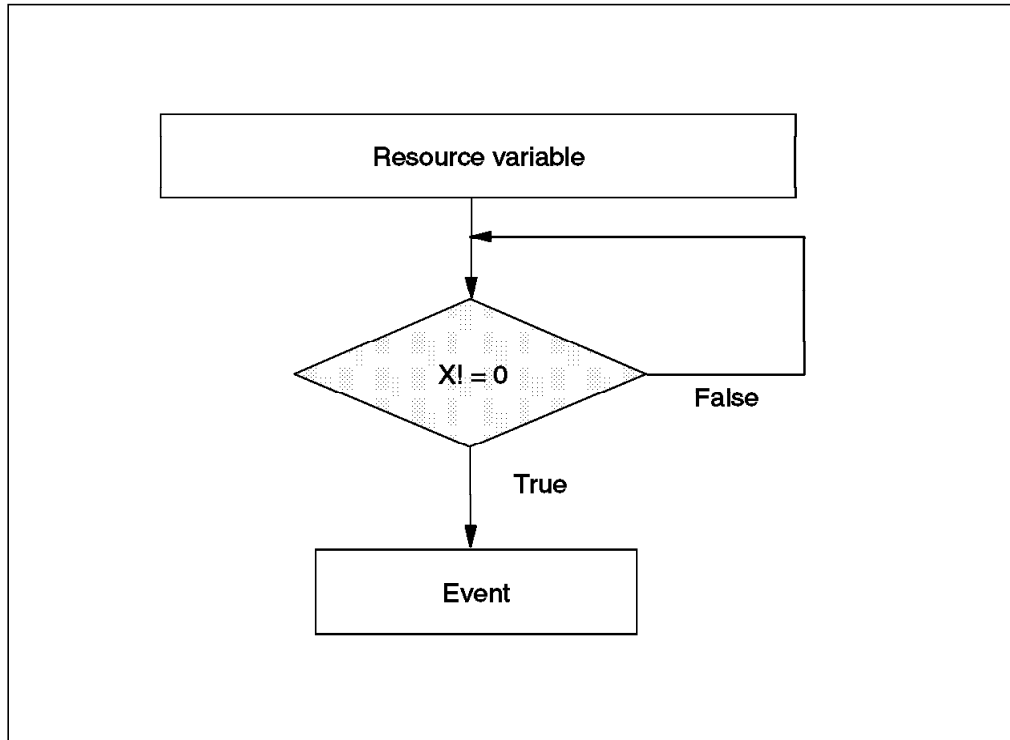 Resource variable
X! = 0
False
True
Event